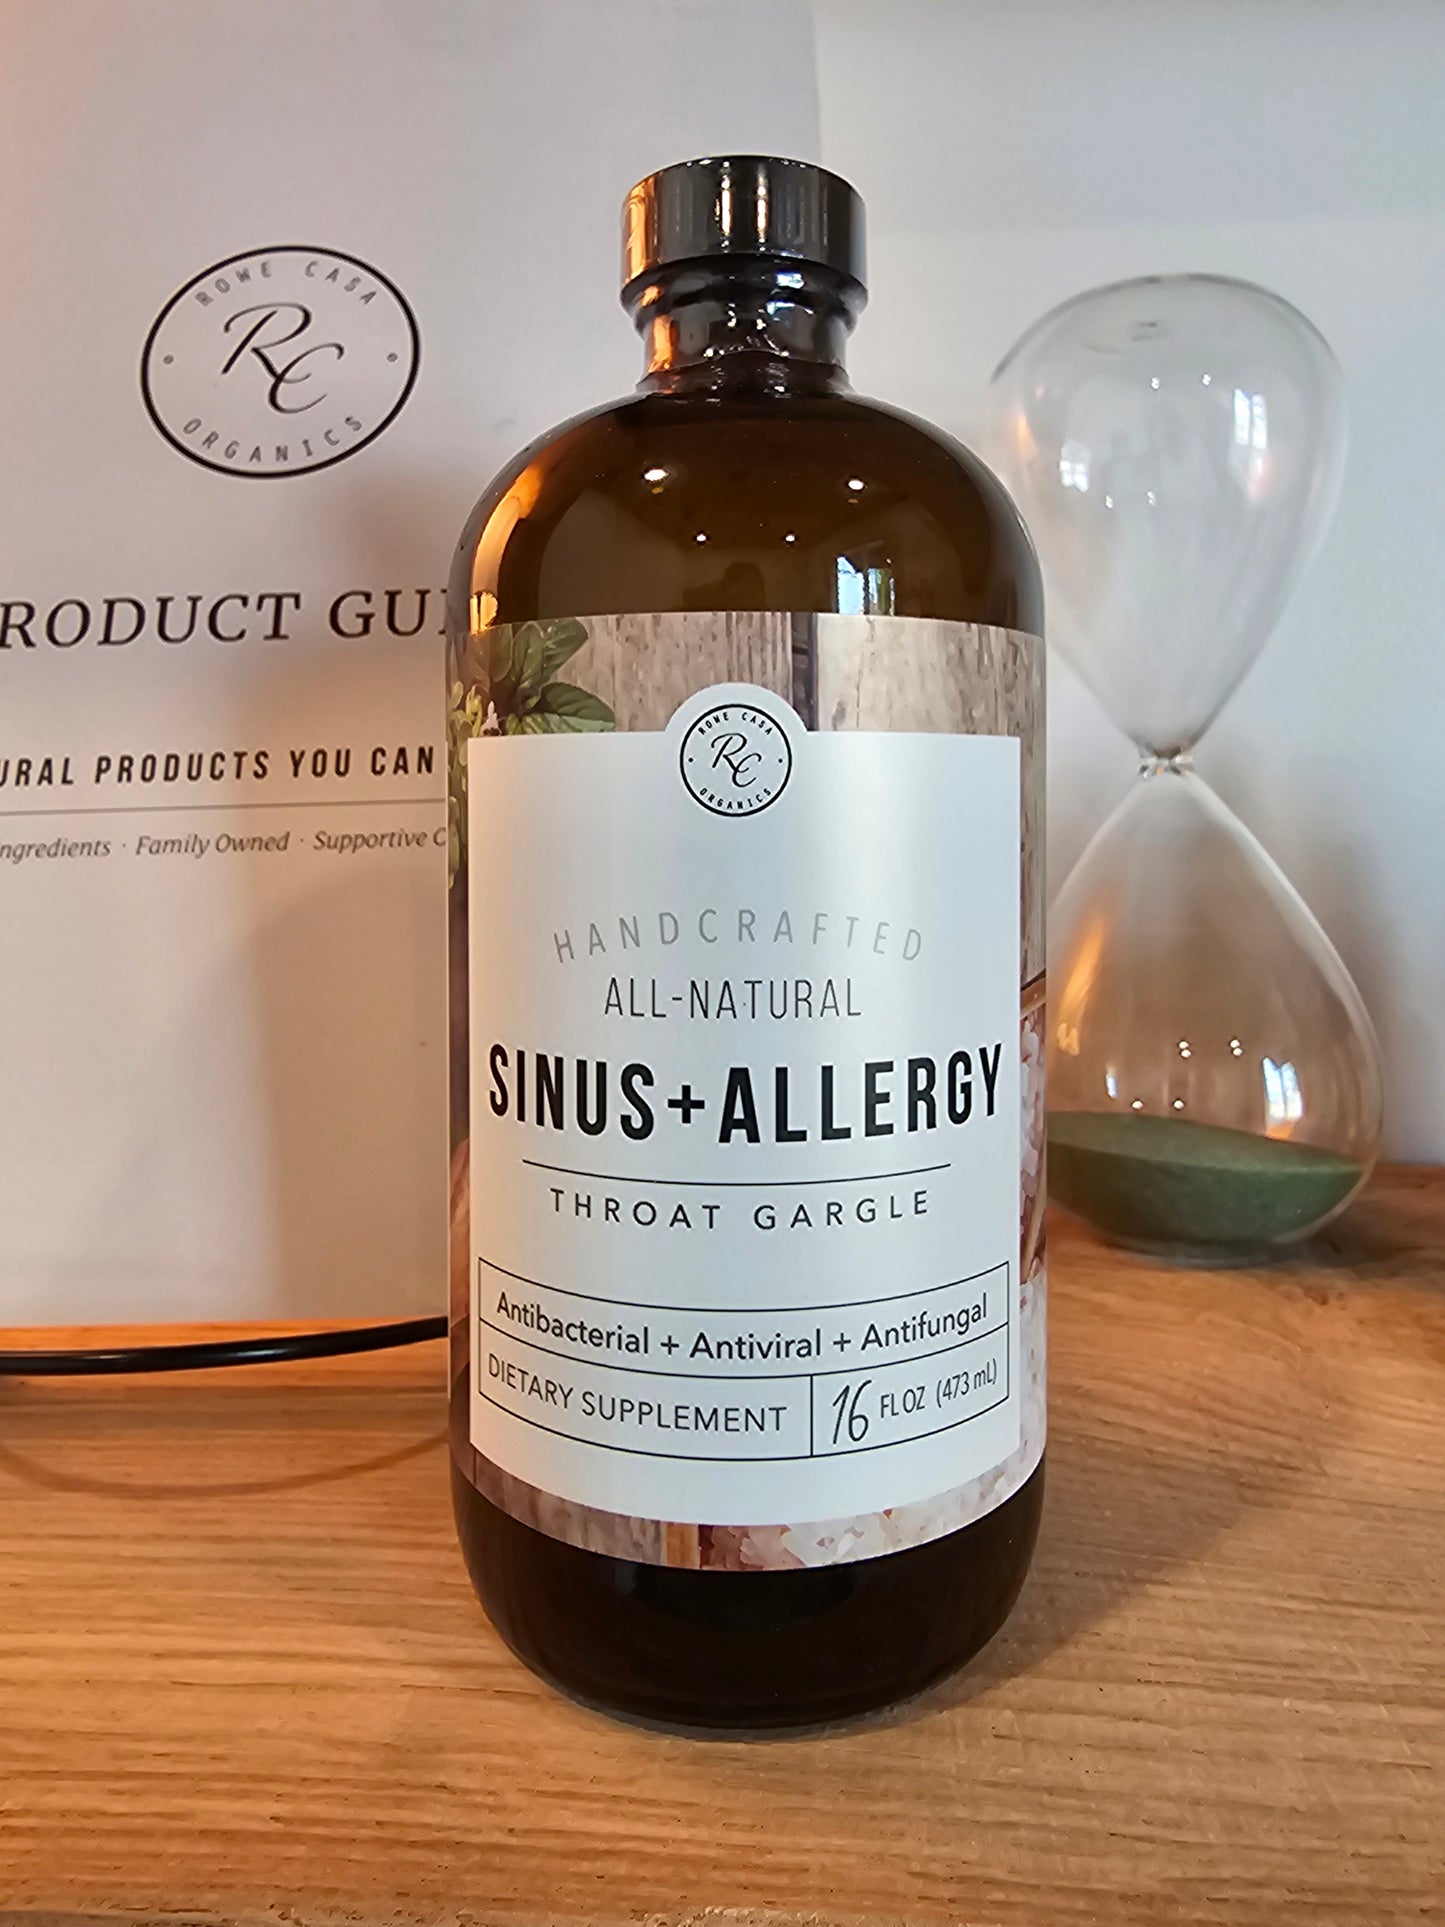 ROWE CASA
RC
ORGANICS
RODUCT GUI
URAL PRODUCTS YOU CAN
ngredients · Family Owned · Supportive C
ROWE CASA
RC
ORGANICS
HANDCRAFTED
ALL-NATURAL
SINUS+ALLERGY
THROAT GARGLE
Antibacterial + Antiviral + Antifungal
DIETARY SUPPLEMENT
16 FL OZ (473 mL)